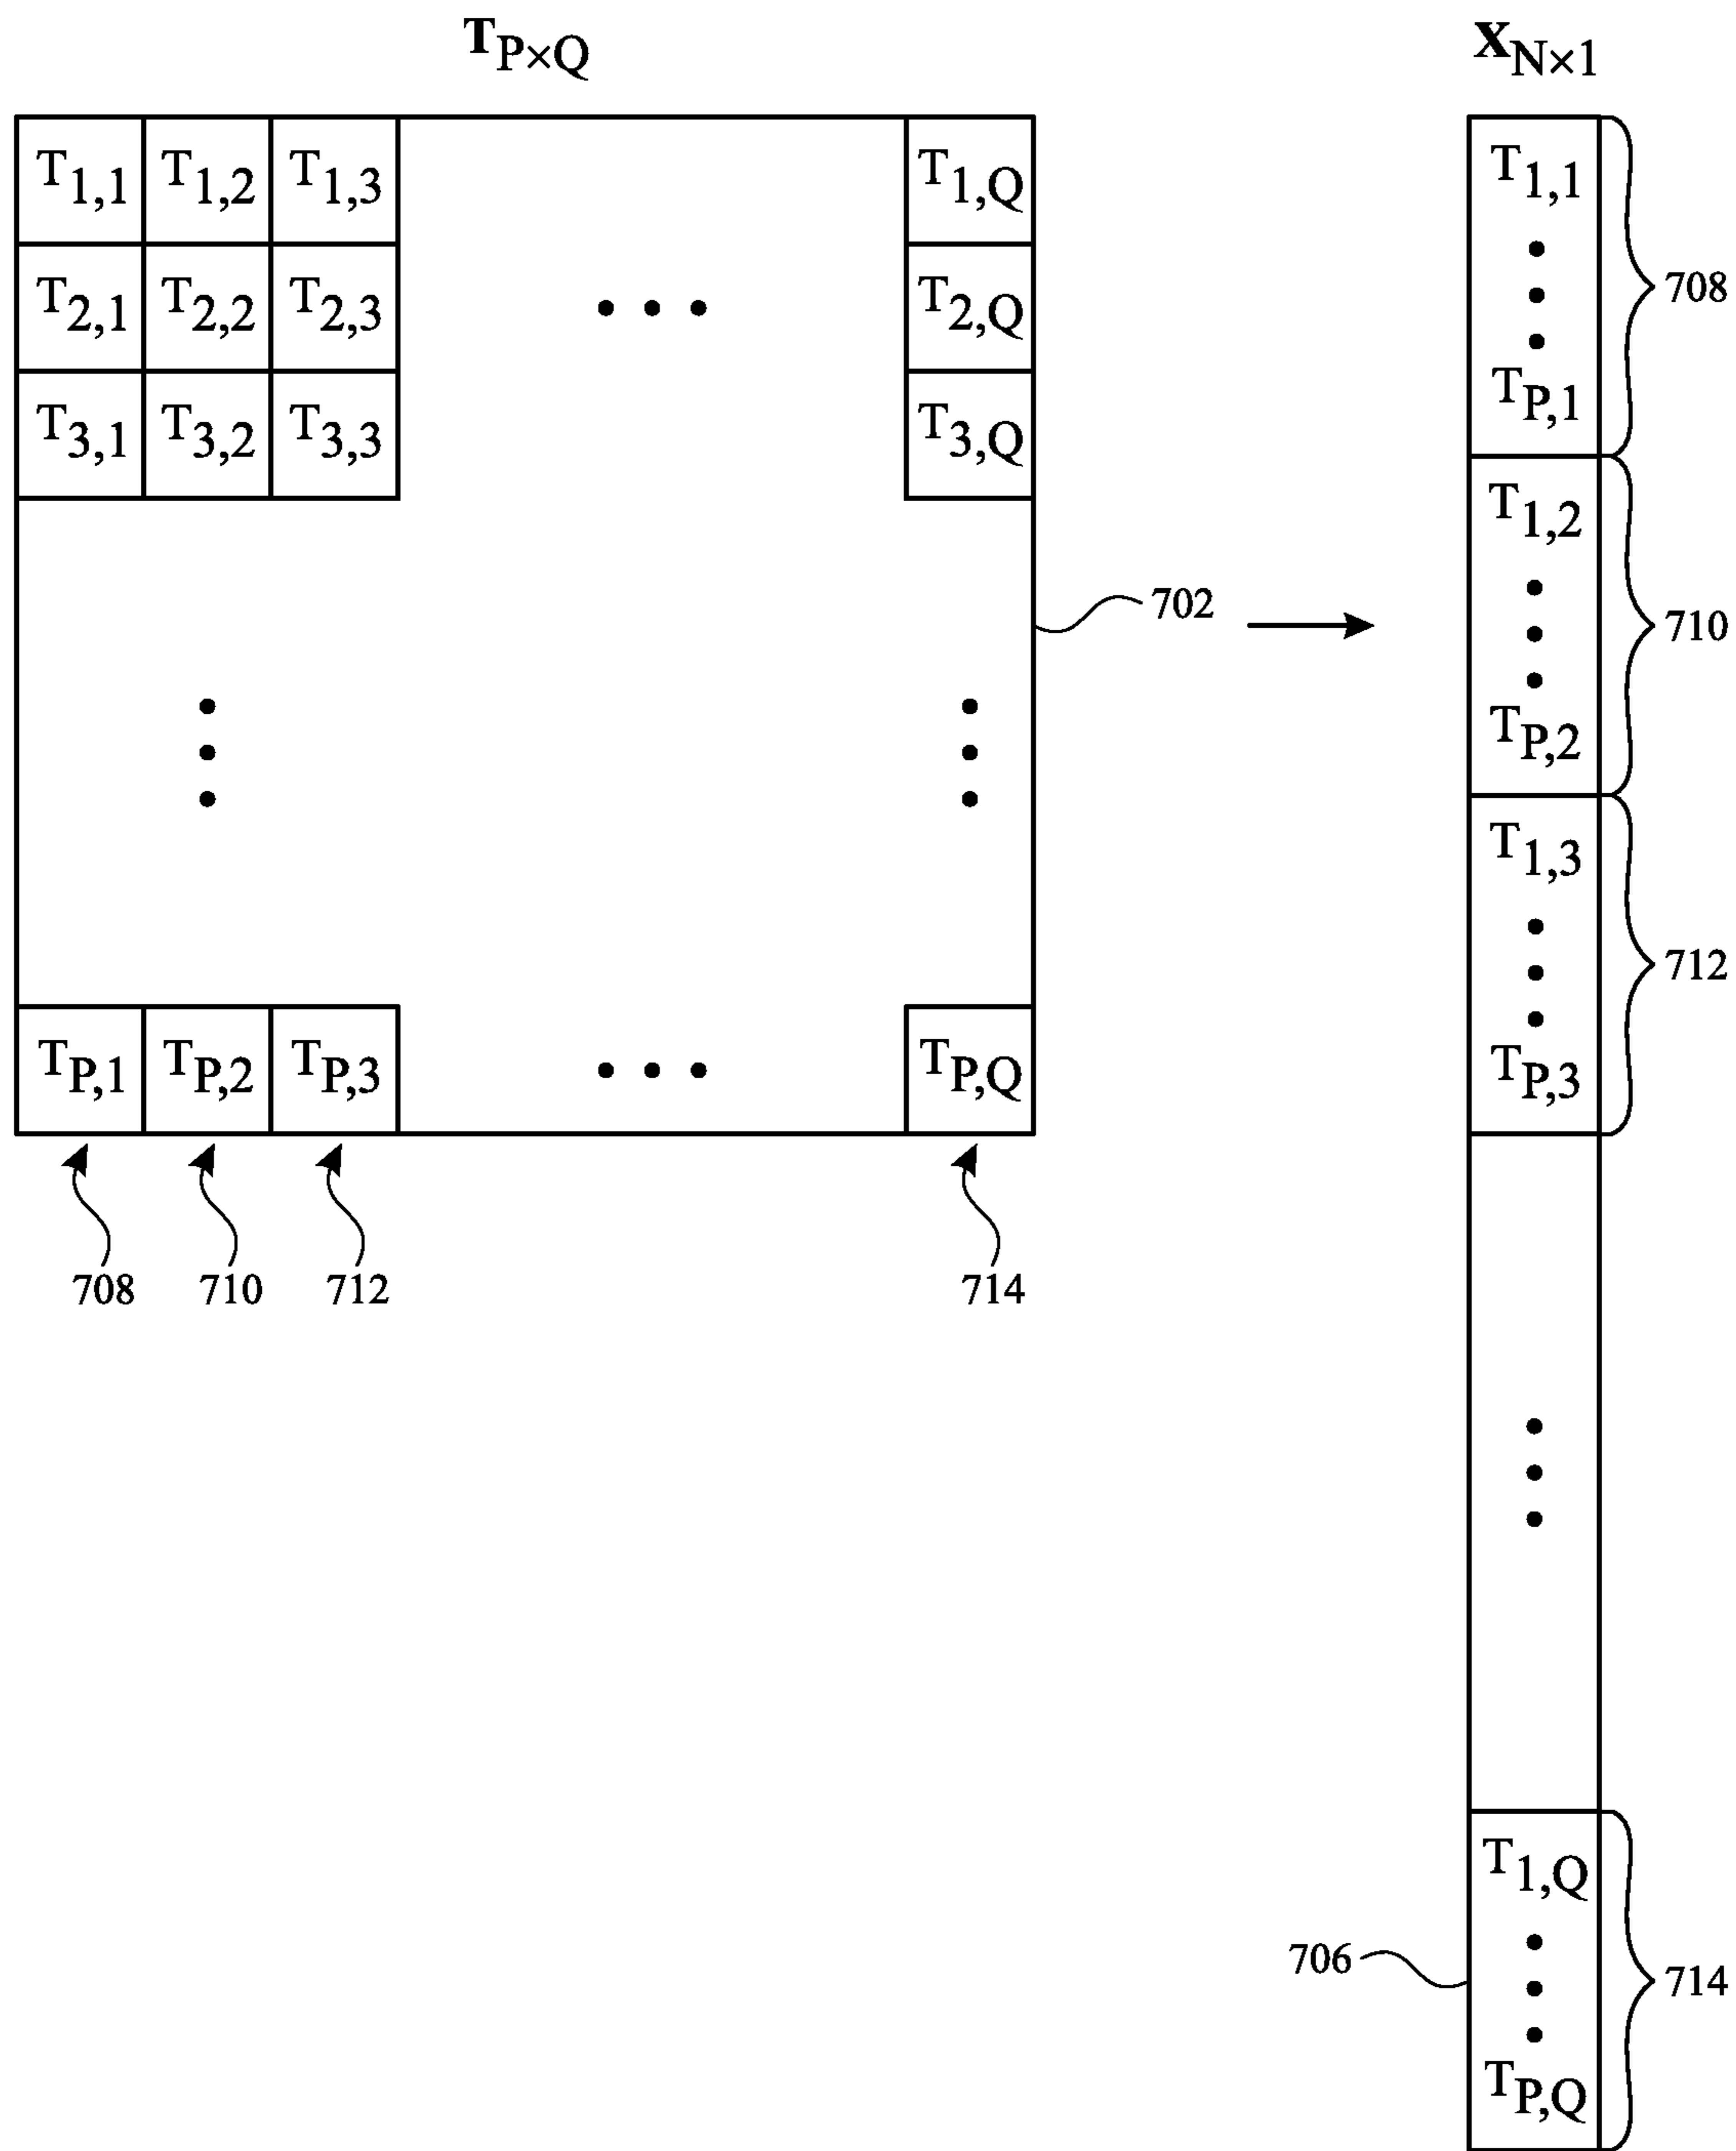 T P×Q
T1,1 T1,2 T1,3 T1,Q
T2,1 T2,2 T2,3 • • • T2,Q
T3,1 T3,2 T3,3 T3,Q
702
TP,1 TP,2 TP,3 • • • TP,Q
708 710 712 714
X N×1
T1,1
708
TP,1
T1,2
710
TP,2
T1,3
712
TP,3
T1,Q
706 714
TP,Q